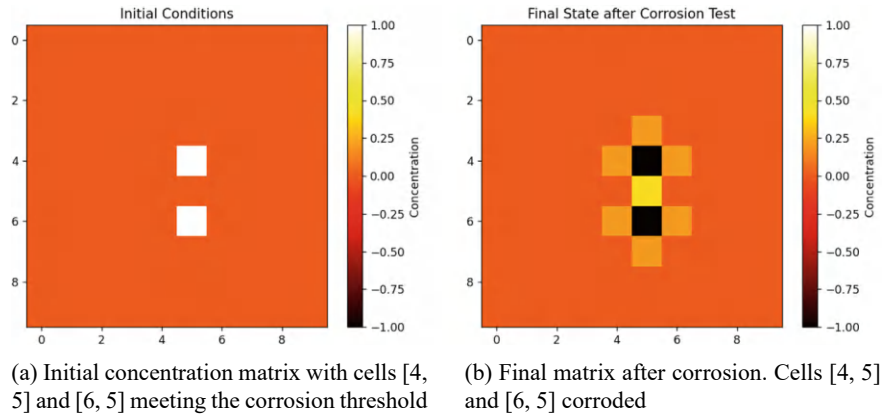 Initial Conditions
0
2
4
6
8
0 2 4 6 8
1.00
0.75
0.50
0.25
0.00
−0.25
−0.50
−0.75
−1.00
Concentration
(a) Initial concentration matrix with cells [4,
5] and [6, 5] meeting the corrosion threshold
Final State after Corrosion Test
0
2
4
6
8
0 2 4 6 8
1.00
0.75
0.50
0.25
0.00
−0.25
−0.50
−0.75
−1.00
Concentration
(b) Final matrix after corrosion. Cells [4, 5]
and [6, 5] corroded